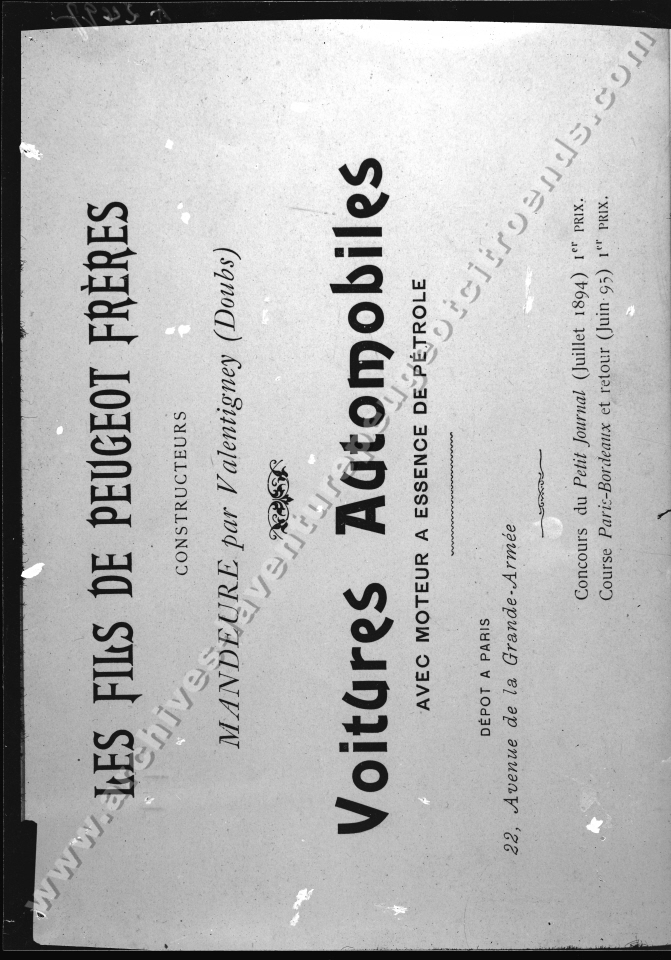 LES FILS DE PEUGEOT FRÈRES
CONSTRUCTEURS
MANDEURE par Valentigney (Doubs)
Voitures Automobiles
AVEC MOTEUR A ESSENCE DE PÉTROLE
DÉPOT A PARIS
22, Avenue de la Grande-Armée
Concours du Petit Journal (Juillet 1894) 1er PRIX.
Course Paris-Bordeaux et retour (Juin 95) 1er PRIX.
www.archives.laventurepeugeotcitroends.com